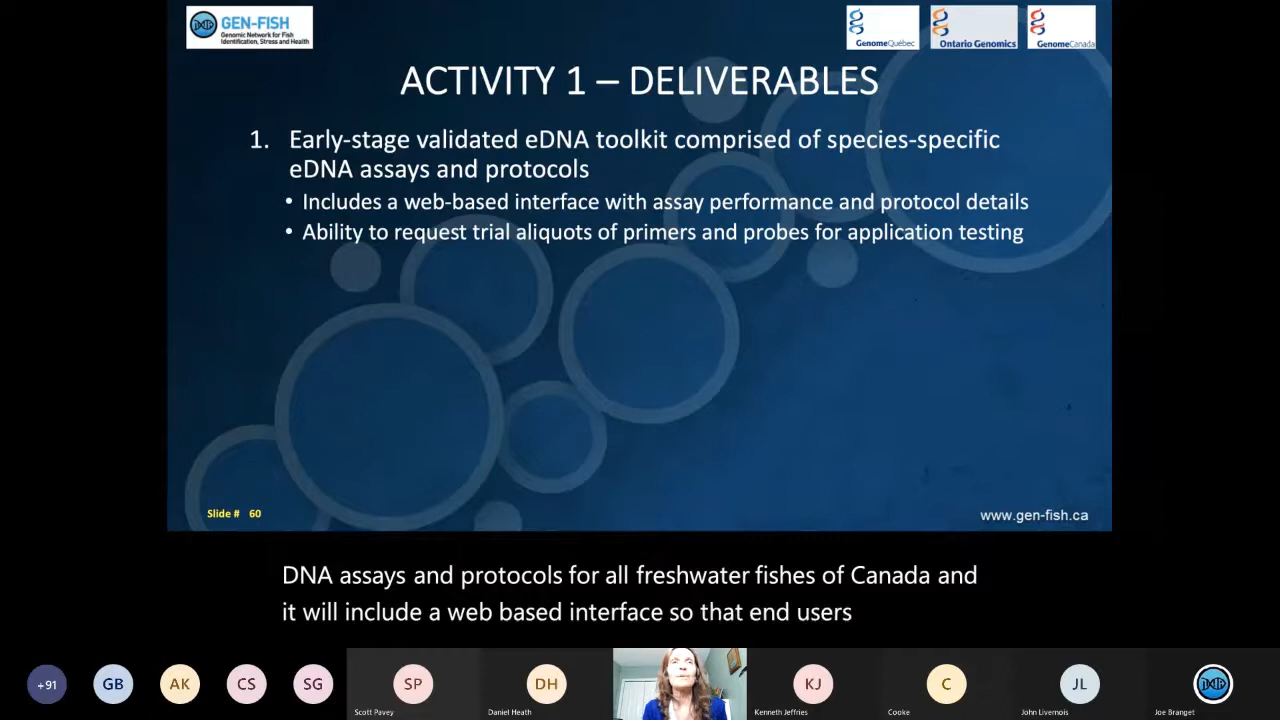 GEN-FISH
Genomic Network for Fish
Identification, Stress and Health
GenomeQuébec
Ontario Genomics
GenomeCanada
ACTIVITY 1 – DELIVERABLES
1. Early-stage validated eDNA toolkit comprised of species-specific
eDNA assays and protocols
• Includes a web-based interface with assay performance and protocol details
• Ability to request trial aliquots of primers and probes for application testing
Slide # 60
www.gen-fish.ca
DNA assays and protocols for all freshwater fishes of Canada and
it will include a web based interface so that end users
+91
GB
AK
CS
SG
SP
DH
KJ
C
JL
Scott Pavey
Daniel Heath
Kenneth Jeffries
Cooke
John Livernois
Joe Branget